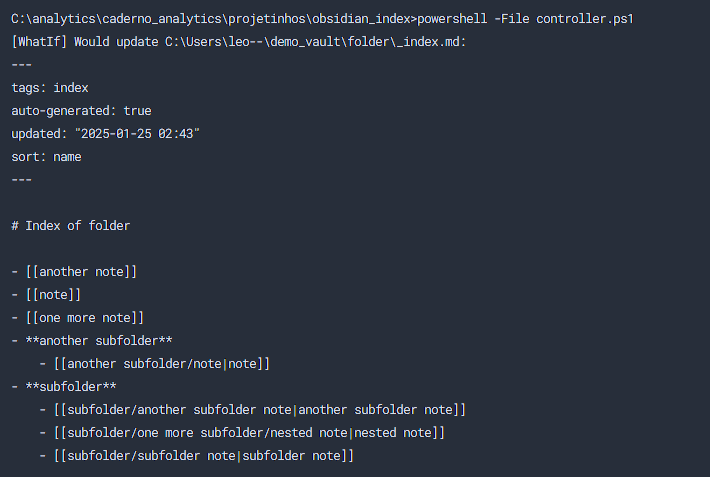 C:\analytics\caderno_analytics\projetinhos\obsidian_index>powershell -File controller.ps1
[WhatIf] Would update C:\Users\leo--\demo_vault\folder\_index.md:
---
tags: index
auto-generated: true
updated: "2025-01-25 02:43"
sort: name
---
# Index of folder
- [[another note]]
- [[note]]
- [[one more note]]
- **another subfolder**
    - [[another subfolder/note|note]]
- **subfolder**
    - [[subfolder/another subfolder note|another subfolder note]]
    - [[subfolder/one more subfolder/nested note|nested note]]
    - [[subfolder/subfolder note|subfolder note]]